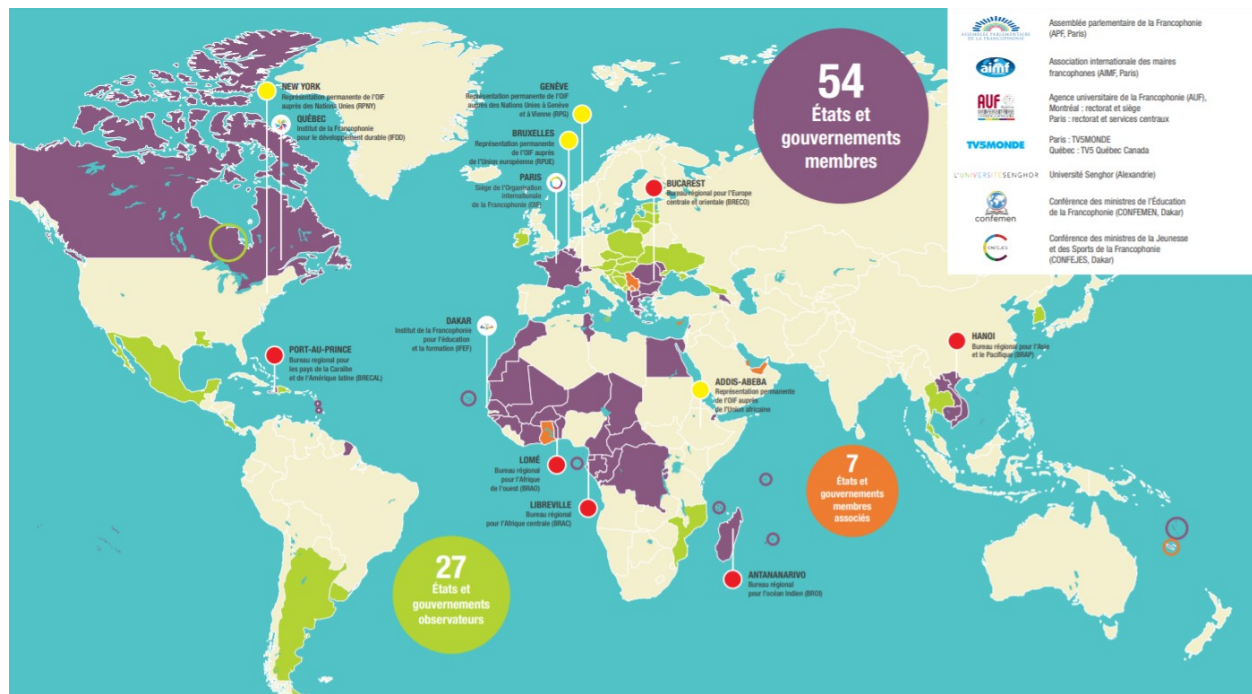 54
États et
gouvernements
membres
Assemblée parlementaire de la Francophonie
(APF, Paris)
aimf
Association internationale des maires
francophones (AIMF, Paris)
AUF
Agence universitaire de la Francophonie (AUF),
Montréal : rectorat et siège
Paris : rectorat et services centraux
TV5MONDE
Paris : TV5MONDE
Québec : TV5 Québec Canada
L'UNIVERSITÉSENGHOR
Université Senghor (Alexandrie)
confemen
Conférence des ministres de l'Éducation
de la Francophonie (CONFEMEN, Dakar)
CONFEJES
Conférence des ministres de la Jeunesse
et des Sports de la Francophonie
(CONFEJES, Dakar)
NEW YORK
Représentation permanente de l'OIF
auprès des Nations Unies (RPNY)
QUÉBEC
Institut de la Francophonie
pour le développement durable (IFDD)
GENÈVE
Représentation permanente de l'OIF
auprès des Nations Unies à Genève
et à Vienne (RPG)
BRUXELLES
Représentation permanente
de l'OIF auprès
de l'Union européenne (RPUE)
PARIS
Siège de l'Organisation
internationale
de la Francophonie (OIF)
BUCAREST
Bureau régional pour l'Europe
centrale et orientale (BRECO)
DAKAR
Institut de la Francophonie
pour l'éducation
et la formation (IFEF)
PORT-AU-PRINCE
Bureau régional pour
les pays de la Caraïbe
et de l'Amérique latine (BRECAL)
HANOI
Bureau régional pour l'Asie
et le Pacifique (BRAP)
ADDIS-ABEBA
Représentation permanente
de l'OIF auprès
de l'Union africaine
LOMÉ
Bureau régional
pour l'Afrique
de l'ouest (BRAO)
LIBREVILLE
Bureau régional
pour l'Afrique centrale (BRAC)
7
États et
gouvernements
membres
associés
27
États et
gouvernements
observateurs
ANTANANARIVO
Bureau régional
pour l'océan Indien (BROI)